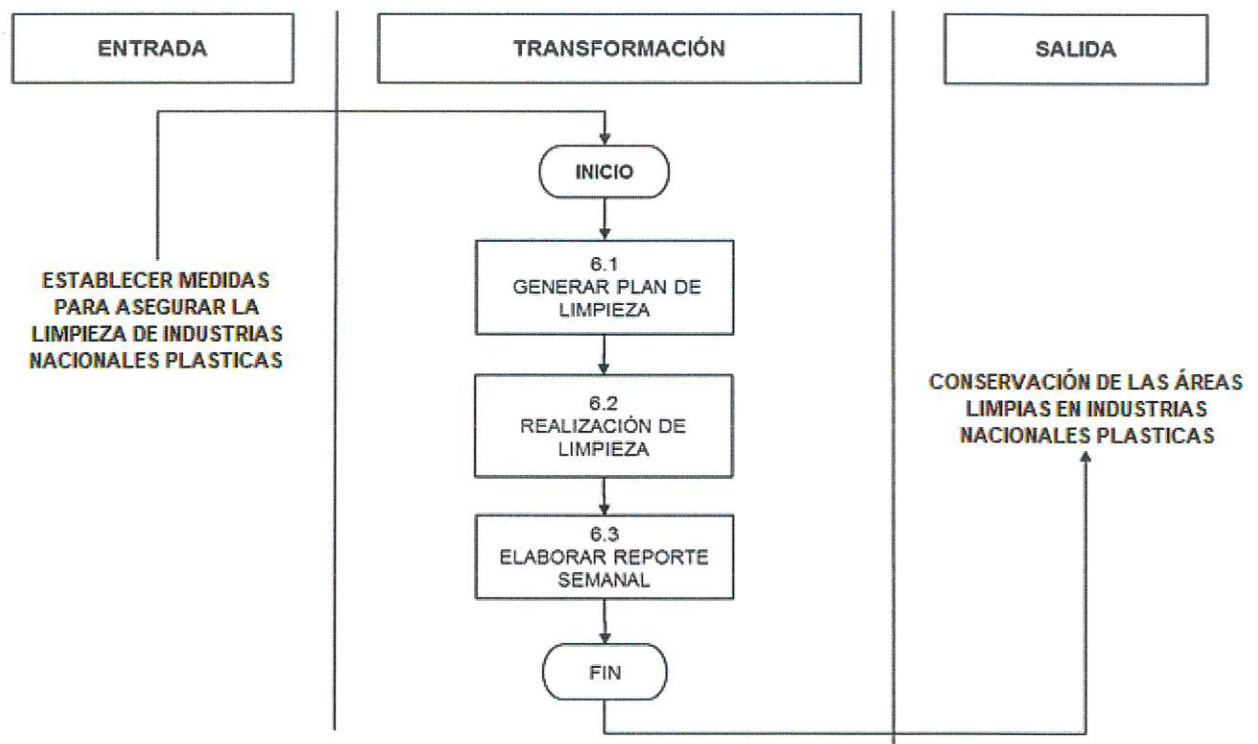 ENTRADA
TRANSFORMACIÓN
SALIDA
INICIO
ESTABLECER MEDIDAS
PARA ASEGURAR LA
LIMPIEZA DE INDUSTRIAS
NACIONALES PLASTICAS
6.1
GENERAR PLAN DE
LIMPIEZA
6.2
REALIZACIÓN DE
LIMPIEZA
6.3
ELABORAR REPORTE
SEMANAL
FIN
CONSERVACIÓN DE LAS ÁREAS
LIMPIAS EN INDUSTRIAS
NACIONALES PLASTICAS